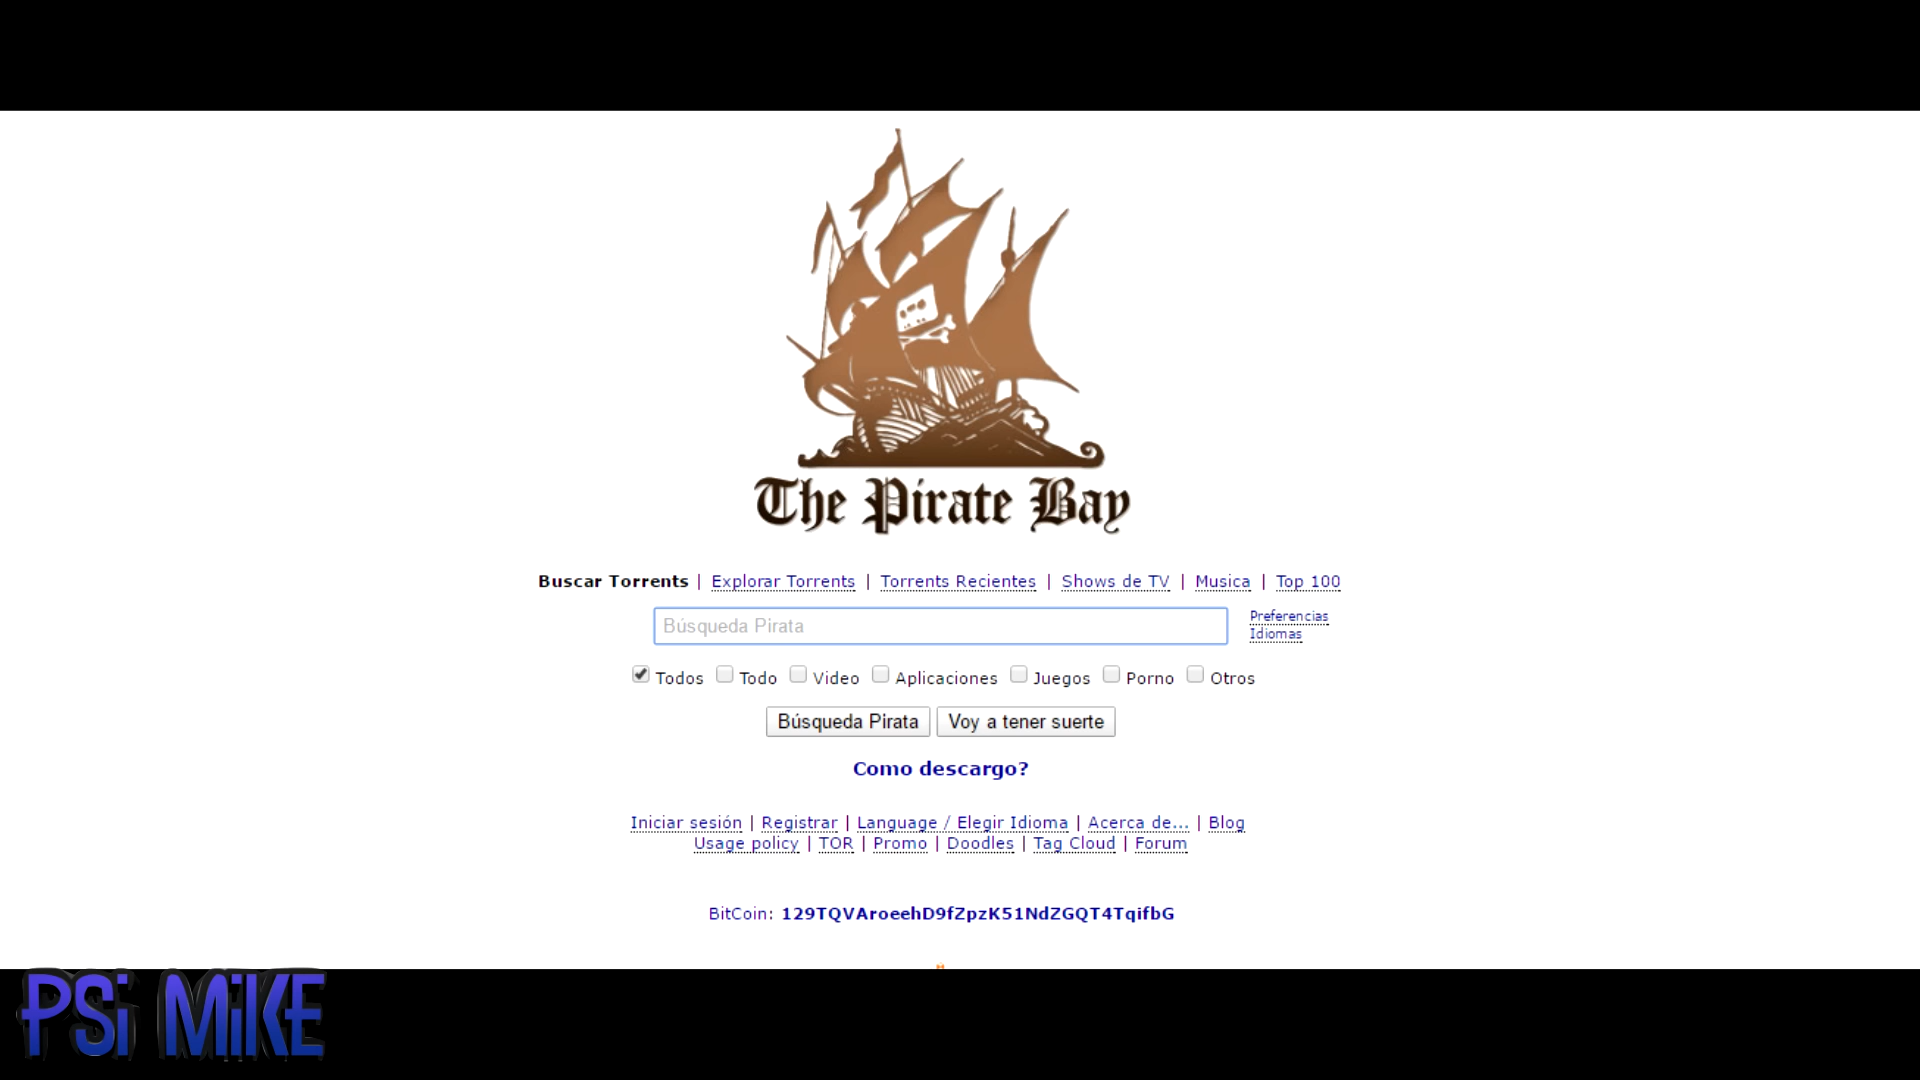 The Pirate Bay
Buscar Torrents | Explorar Torrents | Torrents Recientes | Shows de TV | Musica | Top 100
Búsqueda Pirata
Preferencias
Idiomas
Todos Todo Video Aplicaciones Juegos Porno Otros
Búsqueda Pirata Voy a tener suerte
Como descargo?
Iniciar sesión | Registrar | Language / Elegir Idioma | Acerca de... | Blog
Usage policy | TOR | Promo | Doodles | Tag Cloud | Forum
BitCoin: 129TQVAroeehD9fZpzK51NdZGQT4TqifbG
PSi MiKE